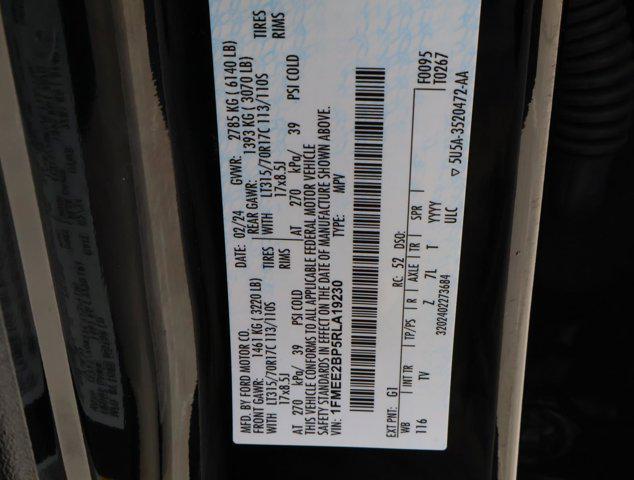 MFD. BY FORD MOTOR CO.
DATE: 02/24 GVWR: 2785 KG ( 6140 LB)
FRONT GAWR: 1461 KG ( 3220 LB) REAR GAWR: 1393 KG ( 3070 LB)
WITH LT315/70R17C 113/110S TIRES WITH LT315/70R17C 113/110S TIRES
17x8.5J RIMS 17x8.5J RIMS
AT 270 kPa/ 39 PSI COLD AT 270 kPa/ 39 PSI COLD
THIS VEHICLE CONFORMS TO ALL APPLICABLE FEDERAL MOTOR VEHICLE
SAFETY STANDARDS IN EFFECT ON THE DATE OF MANUFACTURE SHOWN ABOVE.
VIN: 1FMEE2BP5RLA19230
TYPE: MPV
F0095
T0267
EXT PNT: G1 RC: 52 DSO:
WB INT TR TP/PS R AXLE TR SPR
116 TV Z 7L T YYYY
ULC
3202402273684
▽ 5U5A-3520472-AA